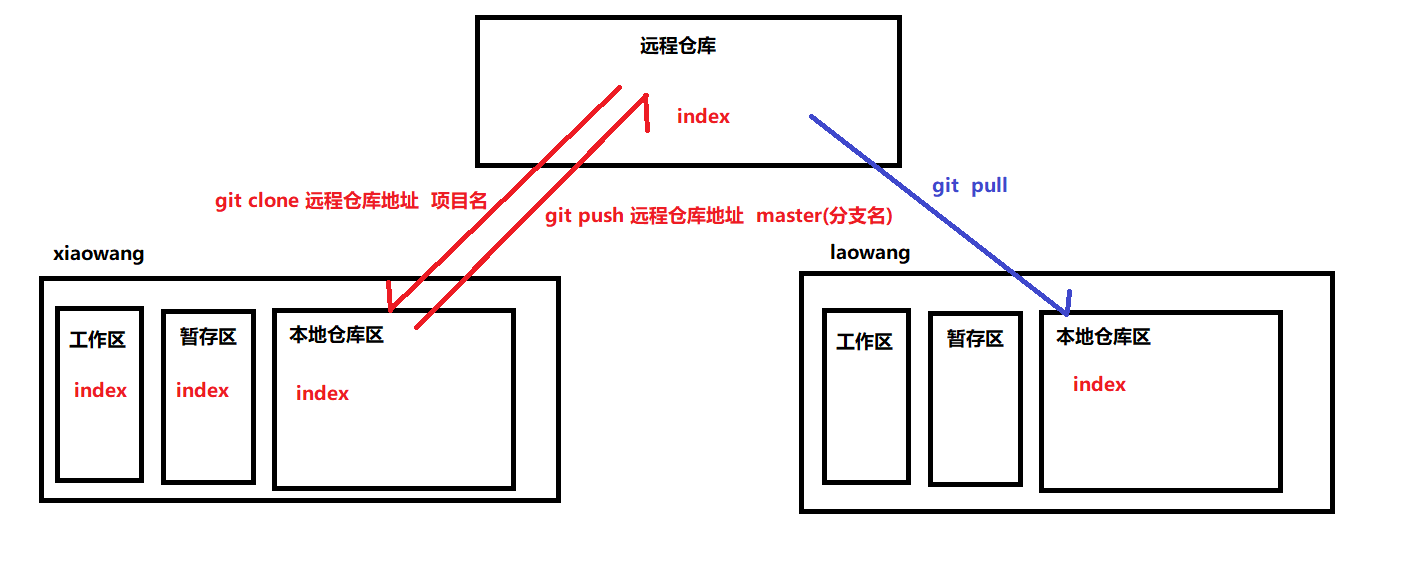 远程仓库
index
git clone 远程仓库地址  项目名
git push 远程仓库地址  master(分支名)
git  pull
xiaowang
工作区
index
暂存区
index
本地仓库区
index
laowang
工作区
暂存区
本地仓库区
index